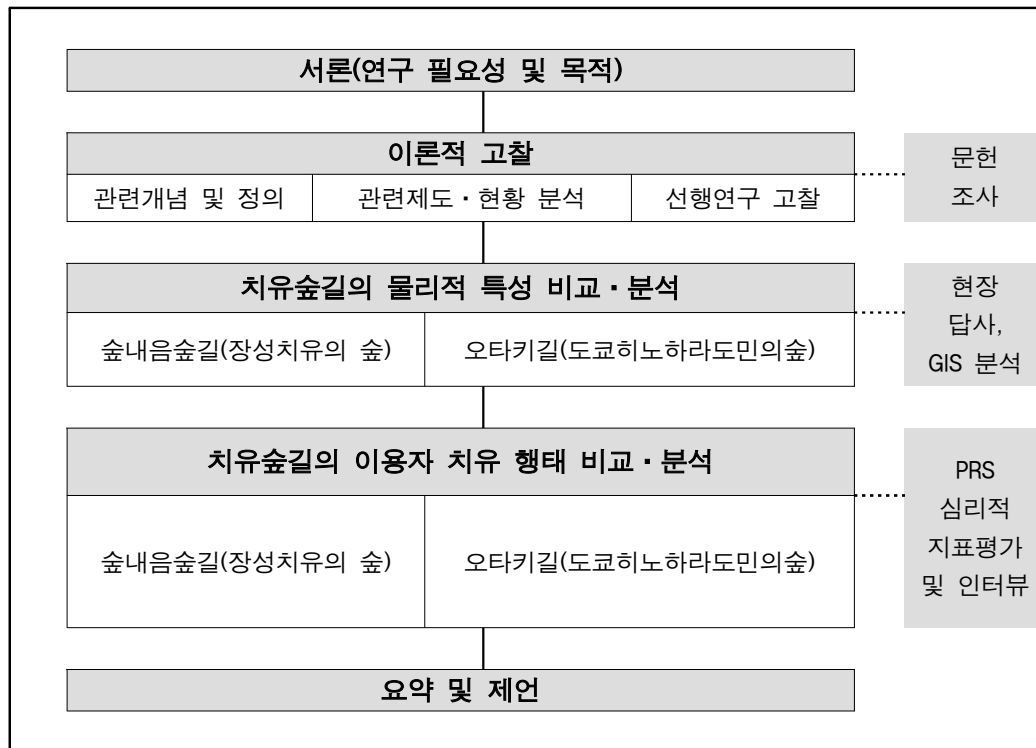 서론(연구 필요성 및 목적)
이론적 고찰
관련개념 및 정의
관련제도·현황 분석
선행연구 고찰
문헌
조사
치유숲길의 물리적 특성 비교·분석
숲내음숲길(장성치유의 숲)
오타키길(도쿄히노하라도민의숲)
현장
답사,
GIS 분석
치유숲길의 이용자 치유 행태 비교·분석
숲내음숲길(장성치유의 숲)
오타키길(도쿄히노하라도민의숲)
PRS
심리적
지표평가
및 인터뷰
요약 및 제언